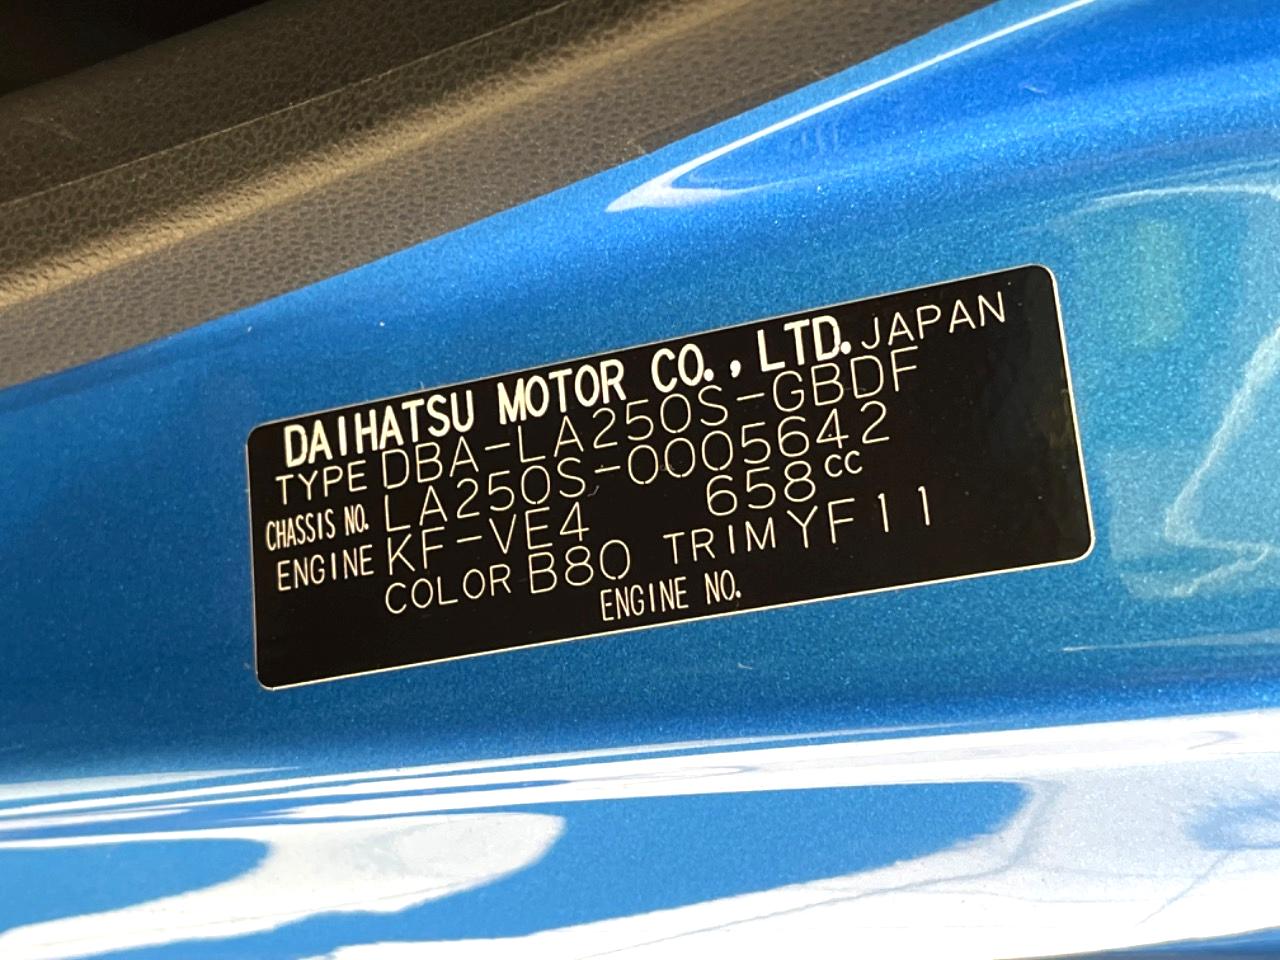 DAIHATSU MOTOR CO., LTD. JAPAN
TYPE DBA-LA250S-GBDF
CHASSIS NO. LA250S-0005642
ENGINE KF-VE4 658cc
COLOR B80 TRIM YF11
ENGINE NO.